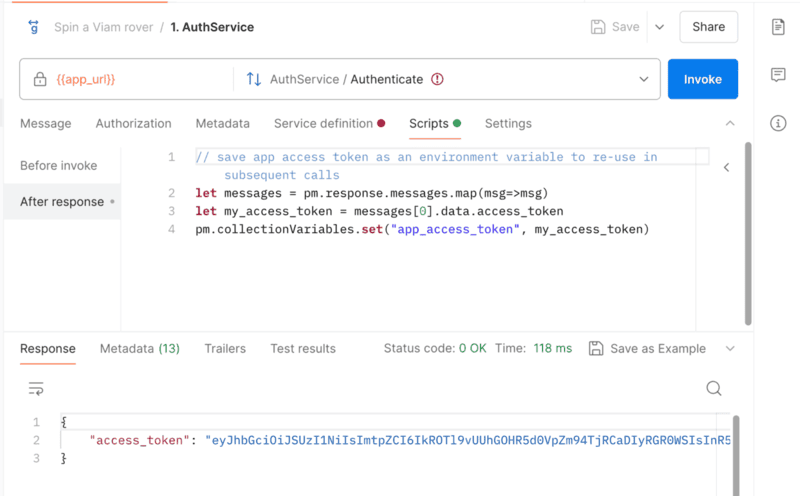 Spin a Viam rover / 1. AuthService
Save
Share
{{app_url}}
AuthService / Authenticate
Invoke
Message
Authorization
Metadata
Service definition
Scripts
Settings
Before invoke
After response
1 // save app access token as an environment variable to re-use in
subsequent calls
2 let messages = pm.response.messages.map(msg=>msg)
3 let my_access_token = messages[0].data.access_token
4 pm.collectionVariables.set("app_access_token", my_access_token)
Response
Metadata (13)
Trailers
Test results
Status code: 0 OK Time: 118 ms
Save as Example
1 {
2 "access_token": "eyJhbGciOiJSUzI1NiIsImtpZCI6IkROTl9vUUhGOHR5d0VpZm94TjRCaDIyRGR0WSIsInR5
3 }